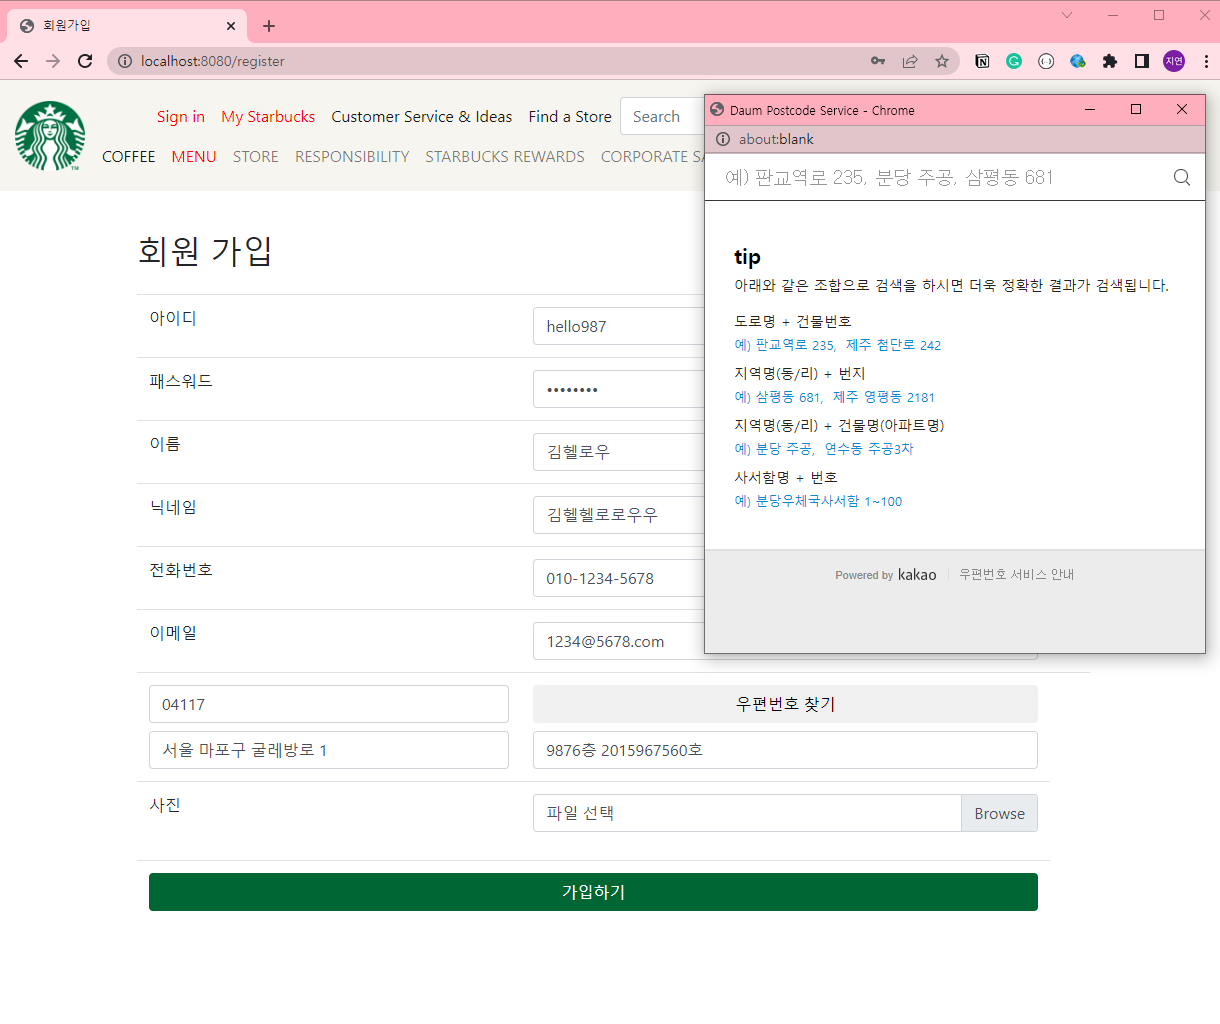 회원가입
localhost:8080/register
지연
Sign in My Starbucks Customer Service & Ideas Find a Store Search
COFFEE MENU STORE RESPONSIBILITY STARBUCKS REWARDS CORPORATE
TM
Daum Postcode Service - Chrome
about:blank
예) 판교역로 235, 분당 주공, 삼평동 681
tip
아래와 같은 조합으로 검색을 하시면 더욱 정확한 결과가 검색됩니다.
도로명 + 건물번호
예) 판교역로 235, 제주 첨단로 242
지역명(동/리) + 번지
예) 삼평동 681, 제주 영평동 2181
지역명(동/리) + 건물명(아파트명)
예) 분당 주공, 연수동 주공3차
사서함명 + 번호
예) 분당우체국사서함 1~100
Powered by kakao 우편번호 서비스 안내
회원 가입
아이디 hello987
패스워드 ••••••••
이름 김헬로우
닉네임 김헬헬로로우우
전화번호 010-1234-5678
이메일 1234@5678.com
04117 우편번호 찾기
서울 마포구 굴레방로 1 9876층 2015967560호
사진 파일 선택 Browse
가입하기